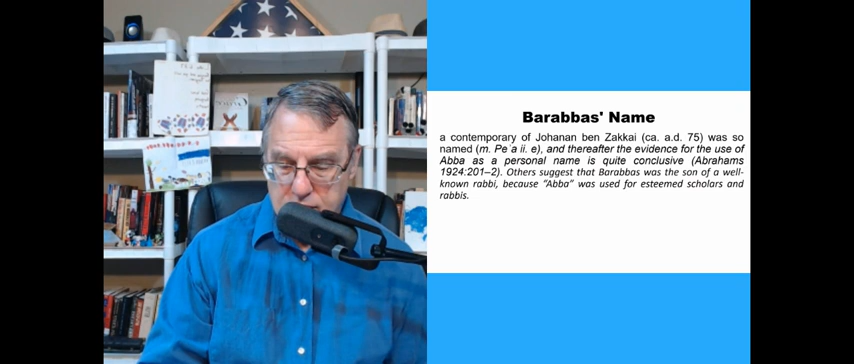 Barabbas' Name
a contemporary of Johanan ben Zakkai (ca. a.d. 75) was so
named (m. Pe a ii. e), and thereafter the evidence for the use of
Abba as a personal name is quite conclusive (Abrahams
1924:201–2). Others suggest that Barabbas was the son of a well-
known rabbi, because “Abba” was used for esteemed scholars and
rabbis.